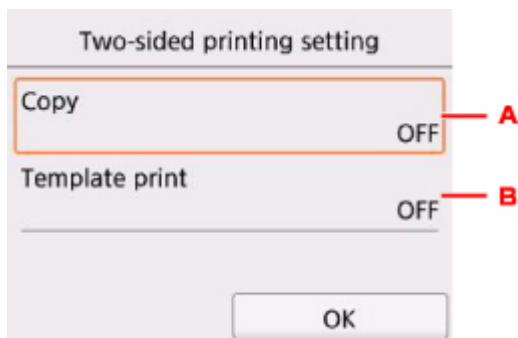 Two-sided printing setting
Copy
OFF
A
Template print
OFF
B
OK